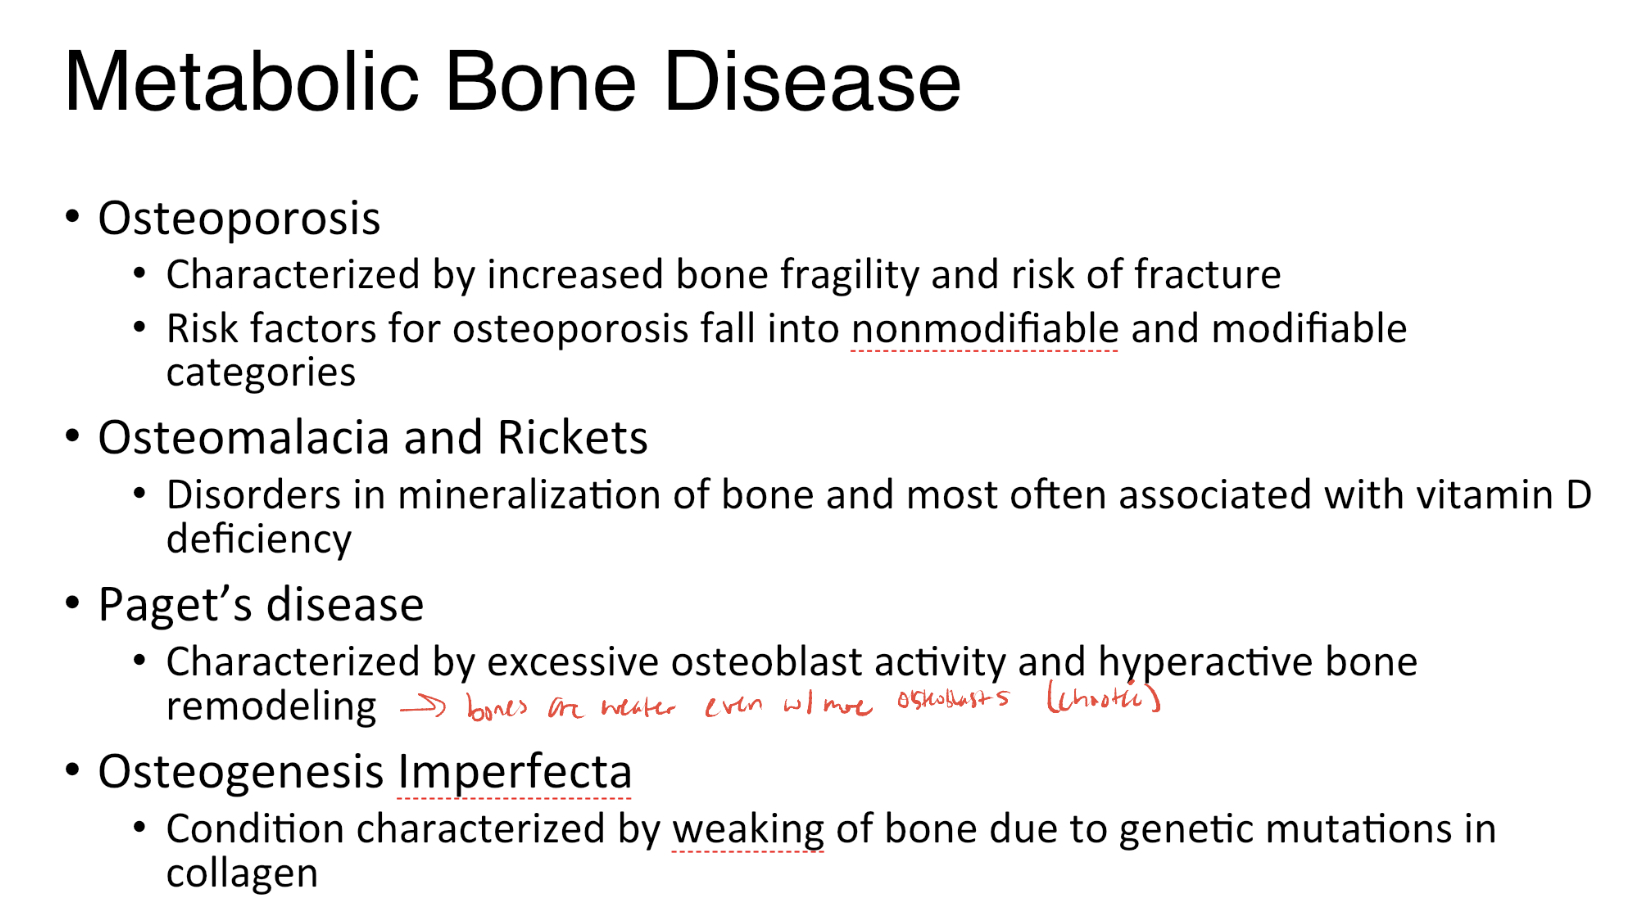 Metabolic Bone Disease
• Osteoporosis
• Characterized by increased bone fragility and risk of fracture
• Risk factors for osteoporosis fall into nonmodifiable and modifiable
categories
• Osteomalacia and Rickets
• Disorders in mineralization of bone and most often associated with vitamin D
deficiency
• Paget’s disease
• Characterized by excessive osteoblast activity and hyperactive bone
remodeling → bones are weaker even w/ more osteoblasts (chaotic)
• Osteogenesis Imperfecta
• Condition characterized by weaking of bone due to genetic mutations in
collagen